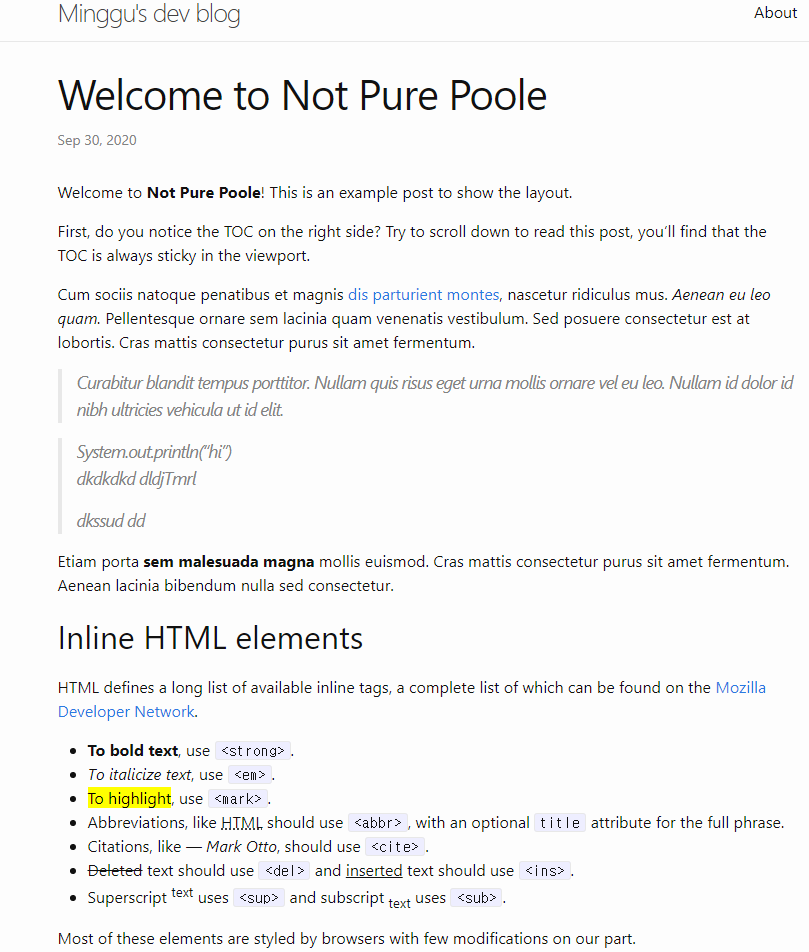 Minggu's dev blog
About
Welcome to Not Pure Poole
Sep 30, 2020
Welcome to Not Pure Poole! This is an example post to show the layout.
First, do you notice the TOC on the right side? Try to scroll down to read this post, you’ll find that the
TOC is always sticky in the viewport.
Cum sociis natoque penatibus et magnis dis parturient montes, nascetur ridiculus mus. Aenean eu leo
quam. Pellentesque ornare sem lacinia quam venenatis vestibulum. Sed posuere consectetur est at
lobortis. Cras mattis consectetur purus sit amet fermentum.
Curabitur blandit tempus porttitor. Nullam quis risus eget urna mollis ornare vel eu leo. Nullam id dolor id
nibh ultricies vehicula ut id elit.
System.out.println(“hi”)
dkdkdkd dldjTmrl
dkssud dd
Etiam porta sem malesuada magna mollis euismod. Cras mattis consectetur purus sit amet fermentum.
Aenean lacinia bibendum nulla sed consectetur.
Inline HTML elements
HTML defines a long list of available inline tags, a complete list of which can be found on the Mozilla
Developer Network.
• To bold text, use <strong>.
• To italicize text, use <em>.
• To highlight, use <mark>.
• Abbreviations, like HTML should use <abbr>, with an optional title attribute for the full phrase.
• Citations, like — Mark Otto, should use <cite>.
• Deleted text should use <del> and inserted text should use <ins>.
• Superscript text uses <sup> and subscript text uses <sub>.
Most of these elements are styled by browsers with few modifications on our part.